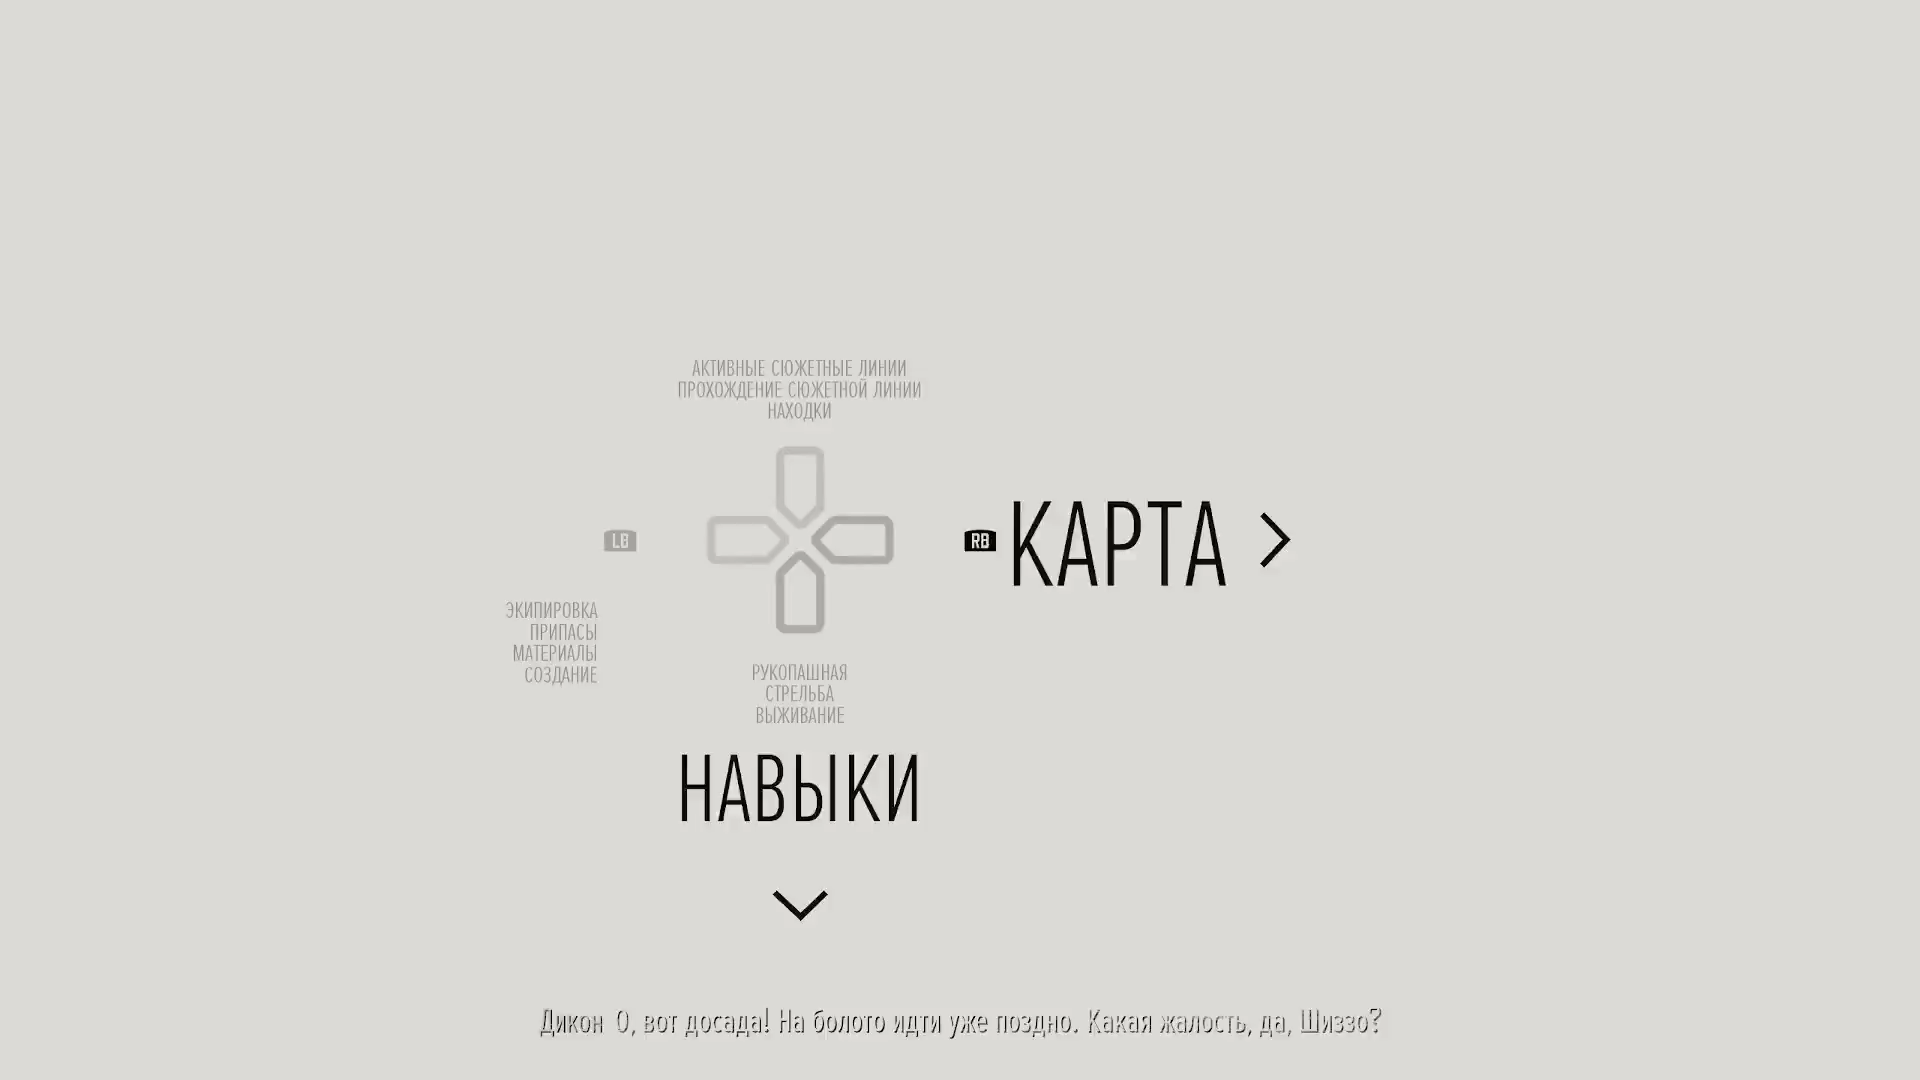 АКТИВНЫЕ СЮЖЕТНЫЕ ЛИНИИ
ПРОХОЖДЕНИЕ СЮЖЕТНОЙ ЛИНИИ
НАХОДКИ
LB
RB КАРТА
ЭКИПИРОВКА
ПРИПАСЫ
МАТЕРИАЛЫ
СОЗДАНИЕ
РУКОПАШНАЯ
СТРЕЛЬБА
ВЫЖИВАНИЕ
НАВЫКИ
Дикон О, вот досада! На болото идти уже поздно. Какая жалость, да, Шиззо?